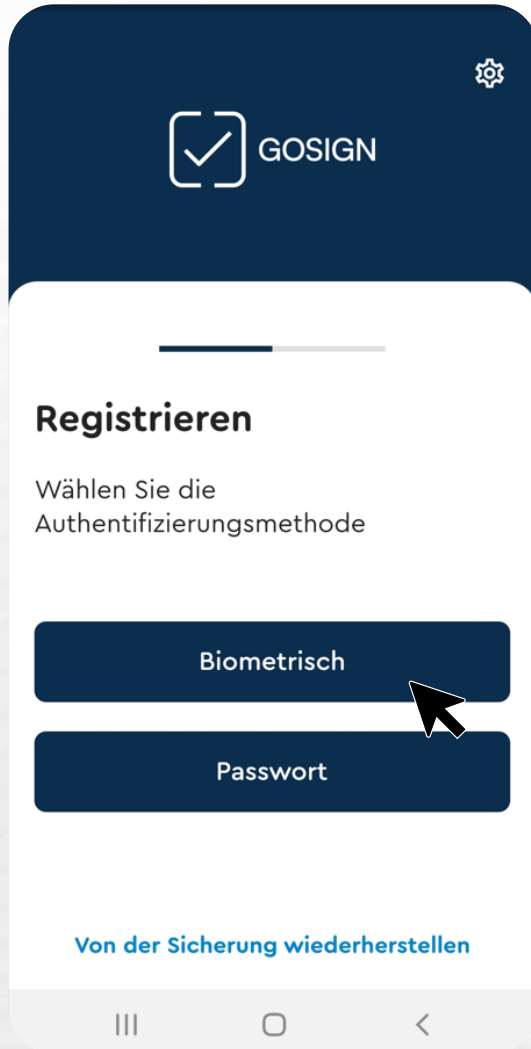 GOSIGN
Registrieren
Wählen Sie die
Authentifizierungsmethode
Biometrisch
Passwort
Von der Sicherung wiederherstellen